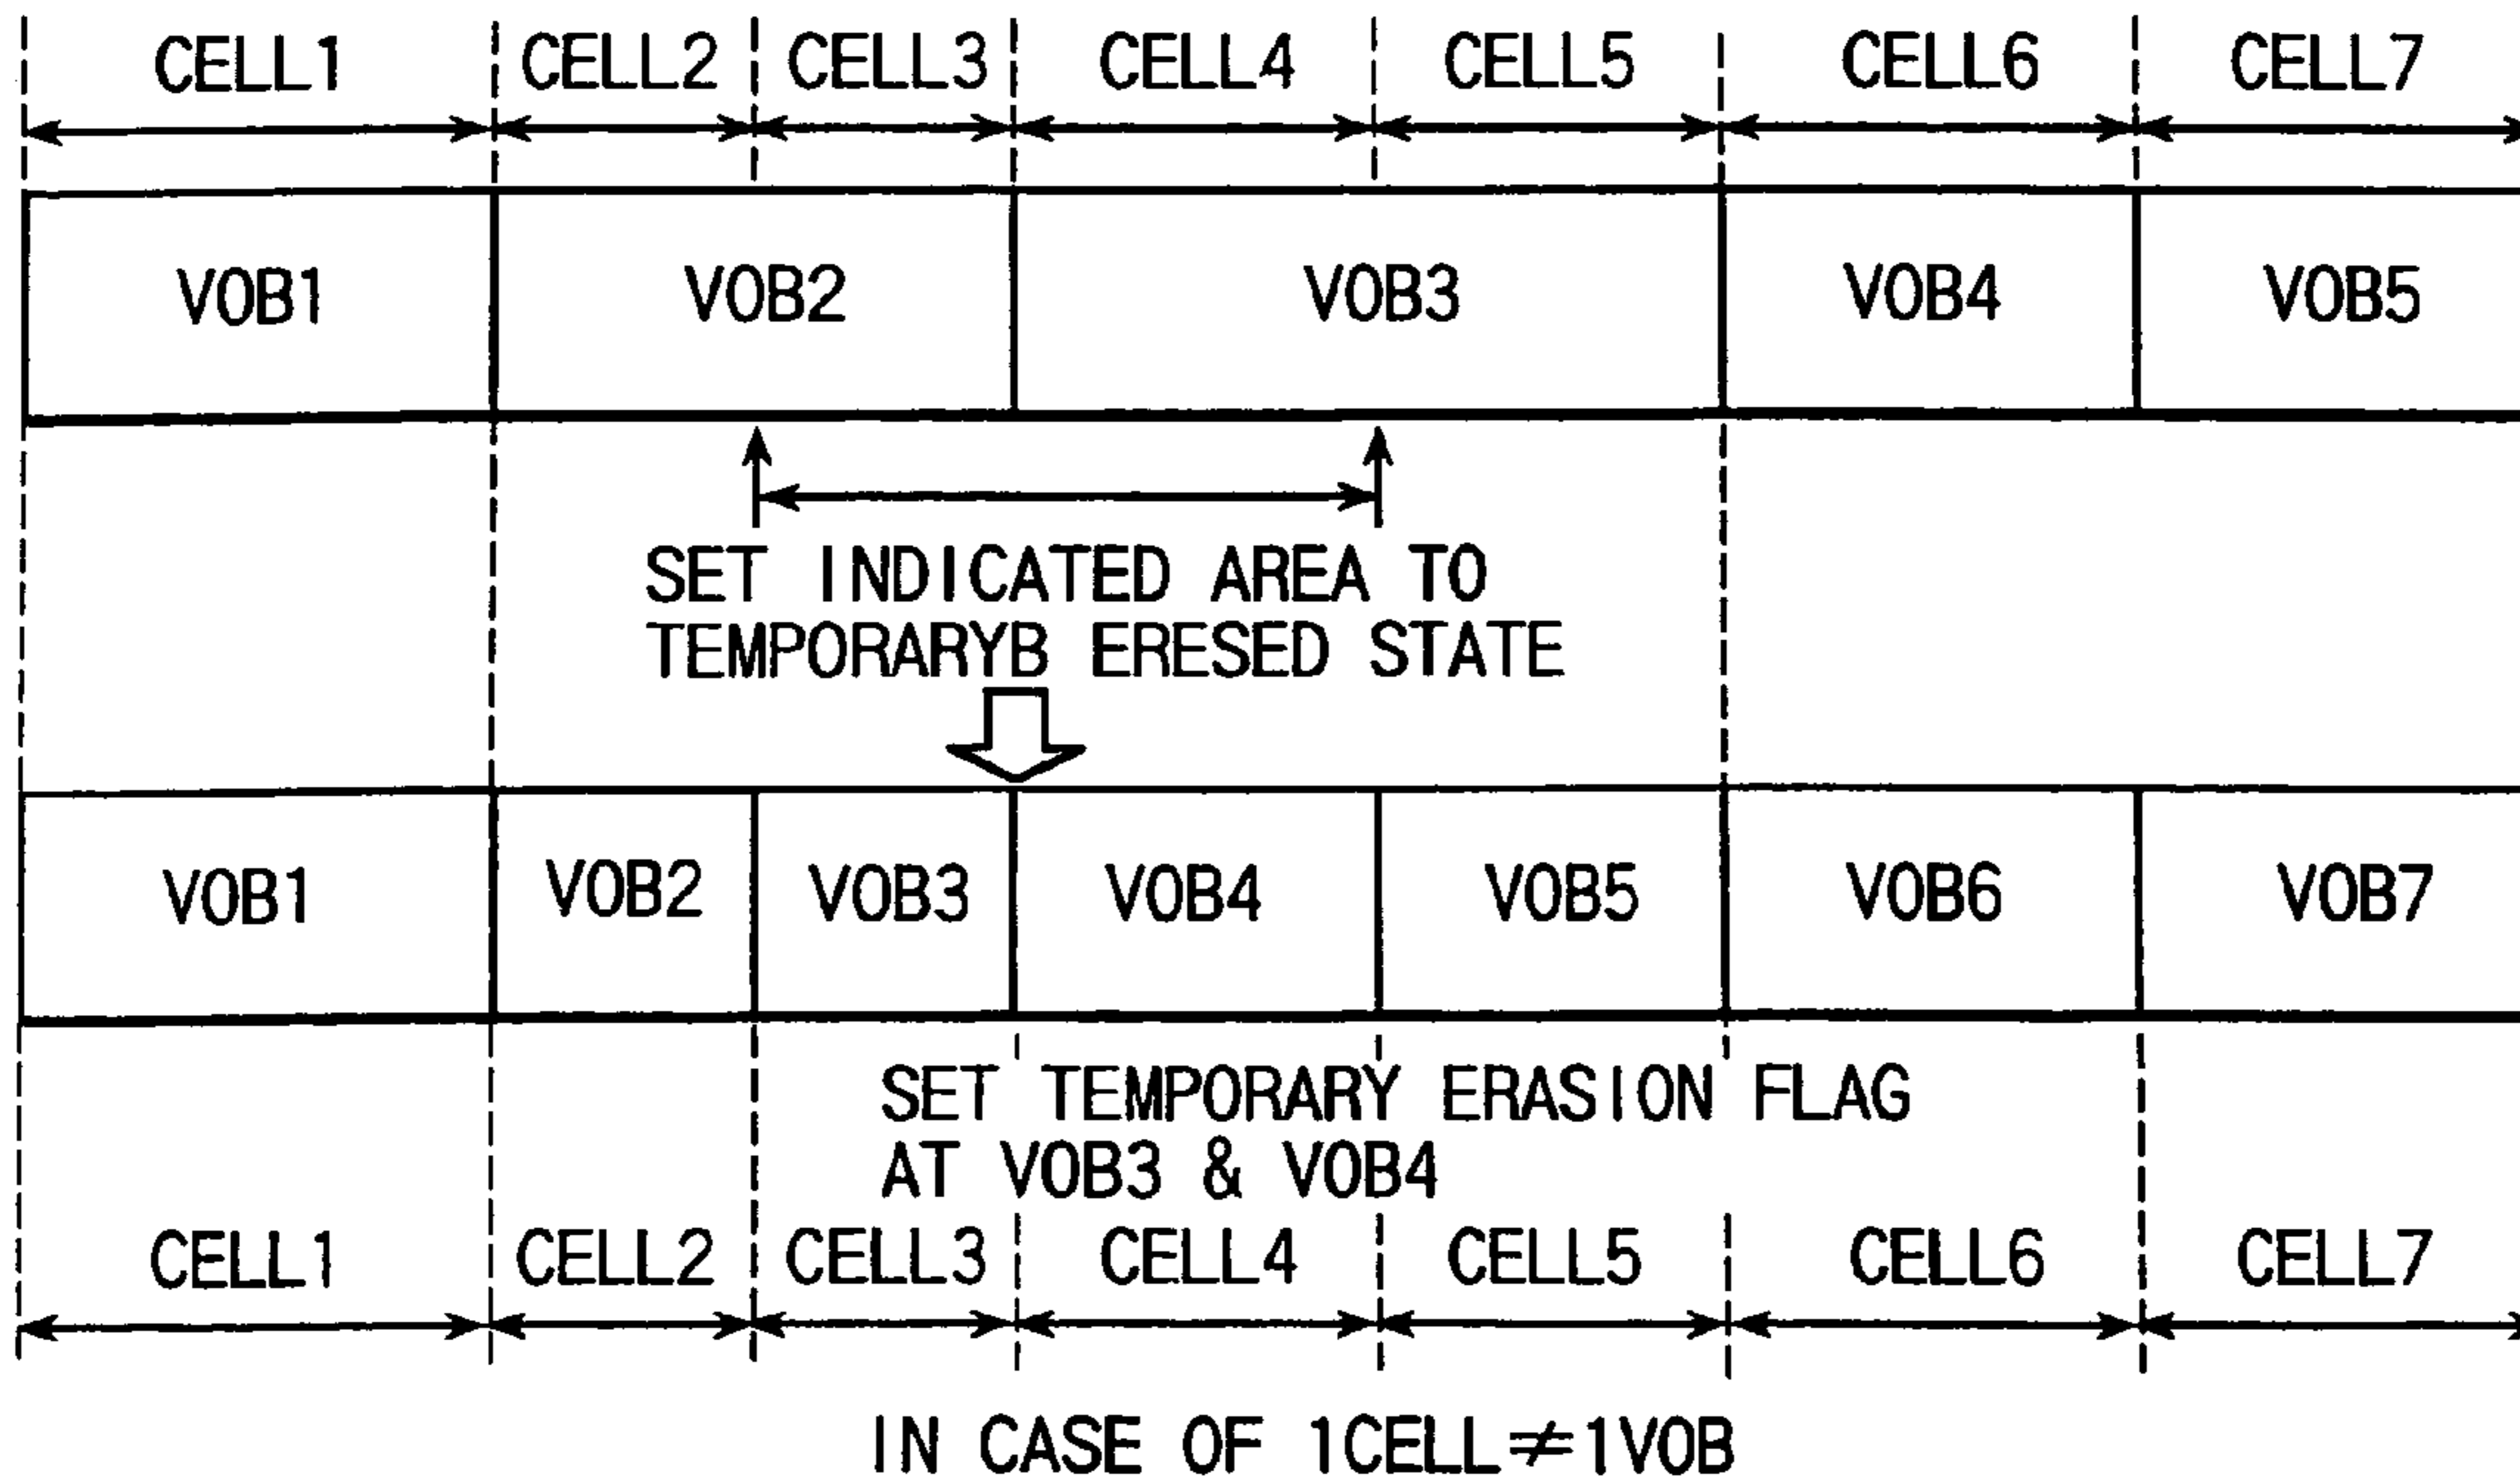 CELL1 CELL2 CELL3 CELL4 CELL5 CELL6 CELL7
VOB1 VOB2 VOB3 VOB4 VOB5
SET INDICATED AREA TO
TEMPORARYB ERESED STATE
VOB1 VOB2 VOB3 VOB4 VOB5 VOB6 VOB7
SET TEMPORARY ERASION FLAG
AT VOB3 & VOB4
CELL1 CELL2 CELL3 CELL4 CELL5 CELL6 CELL7
IN CASE OF 1CELL≠1VOB